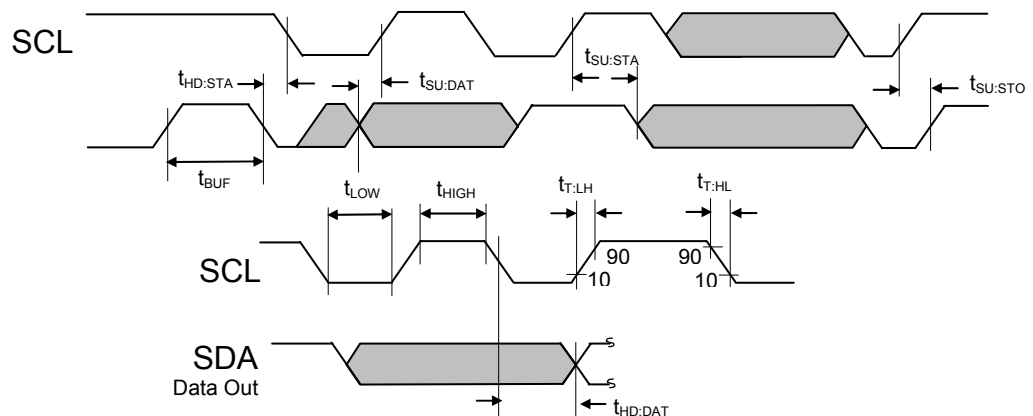 SCL
tHD:STA
tSU:DAT
tSU:STA
tSU:STO
tBUF
tLOW
tHIGH
tT:LH
tT:HL
SCL
90
10
90
10
SDA
Data Out
tHD:DAT